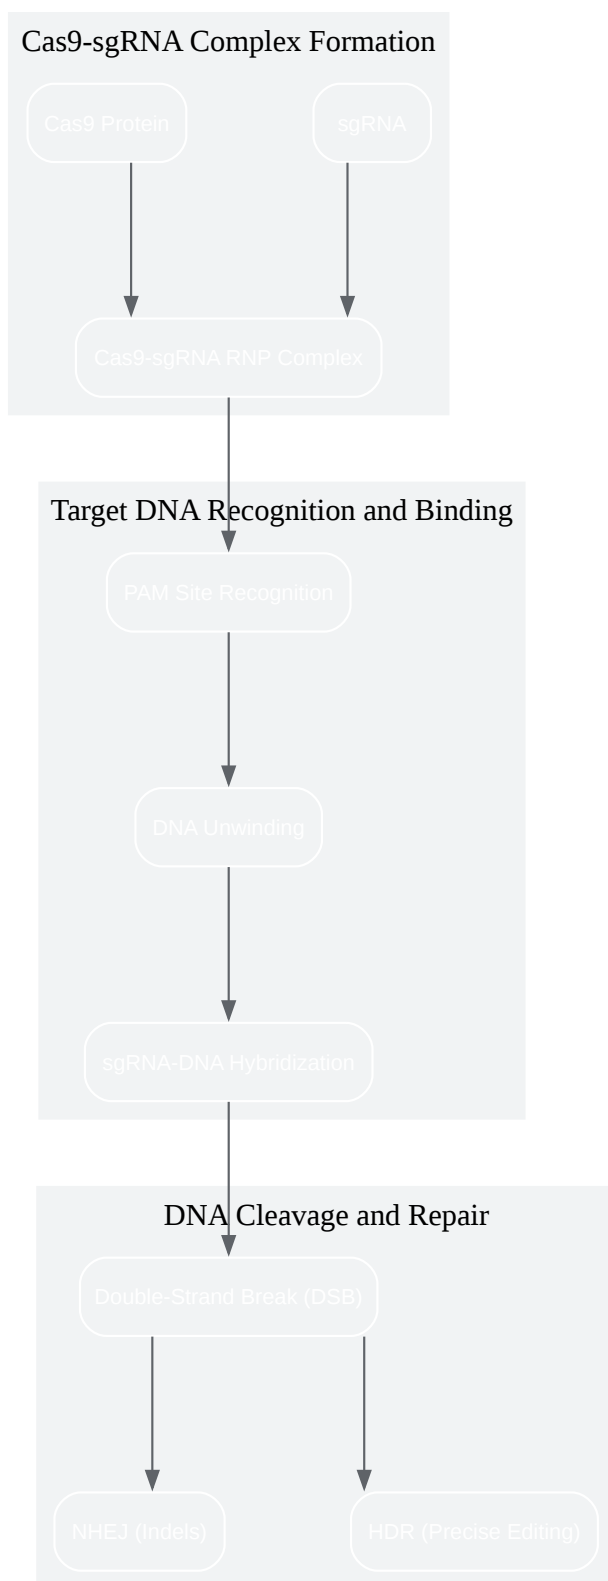 Cas9-sgRNA Complex Formation
Cas9 Protein
sgRNA
Cas9-sgRNA RNP Complex
Target DNA Recognition and Binding
PAM Site Recognition
DNA Unwinding
sgRNA-DNA Hybridization
DNA Cleavage and Repair
Double-Strand Break (DSB)
NHEJ (Indels)
HDR (Precise Editing)